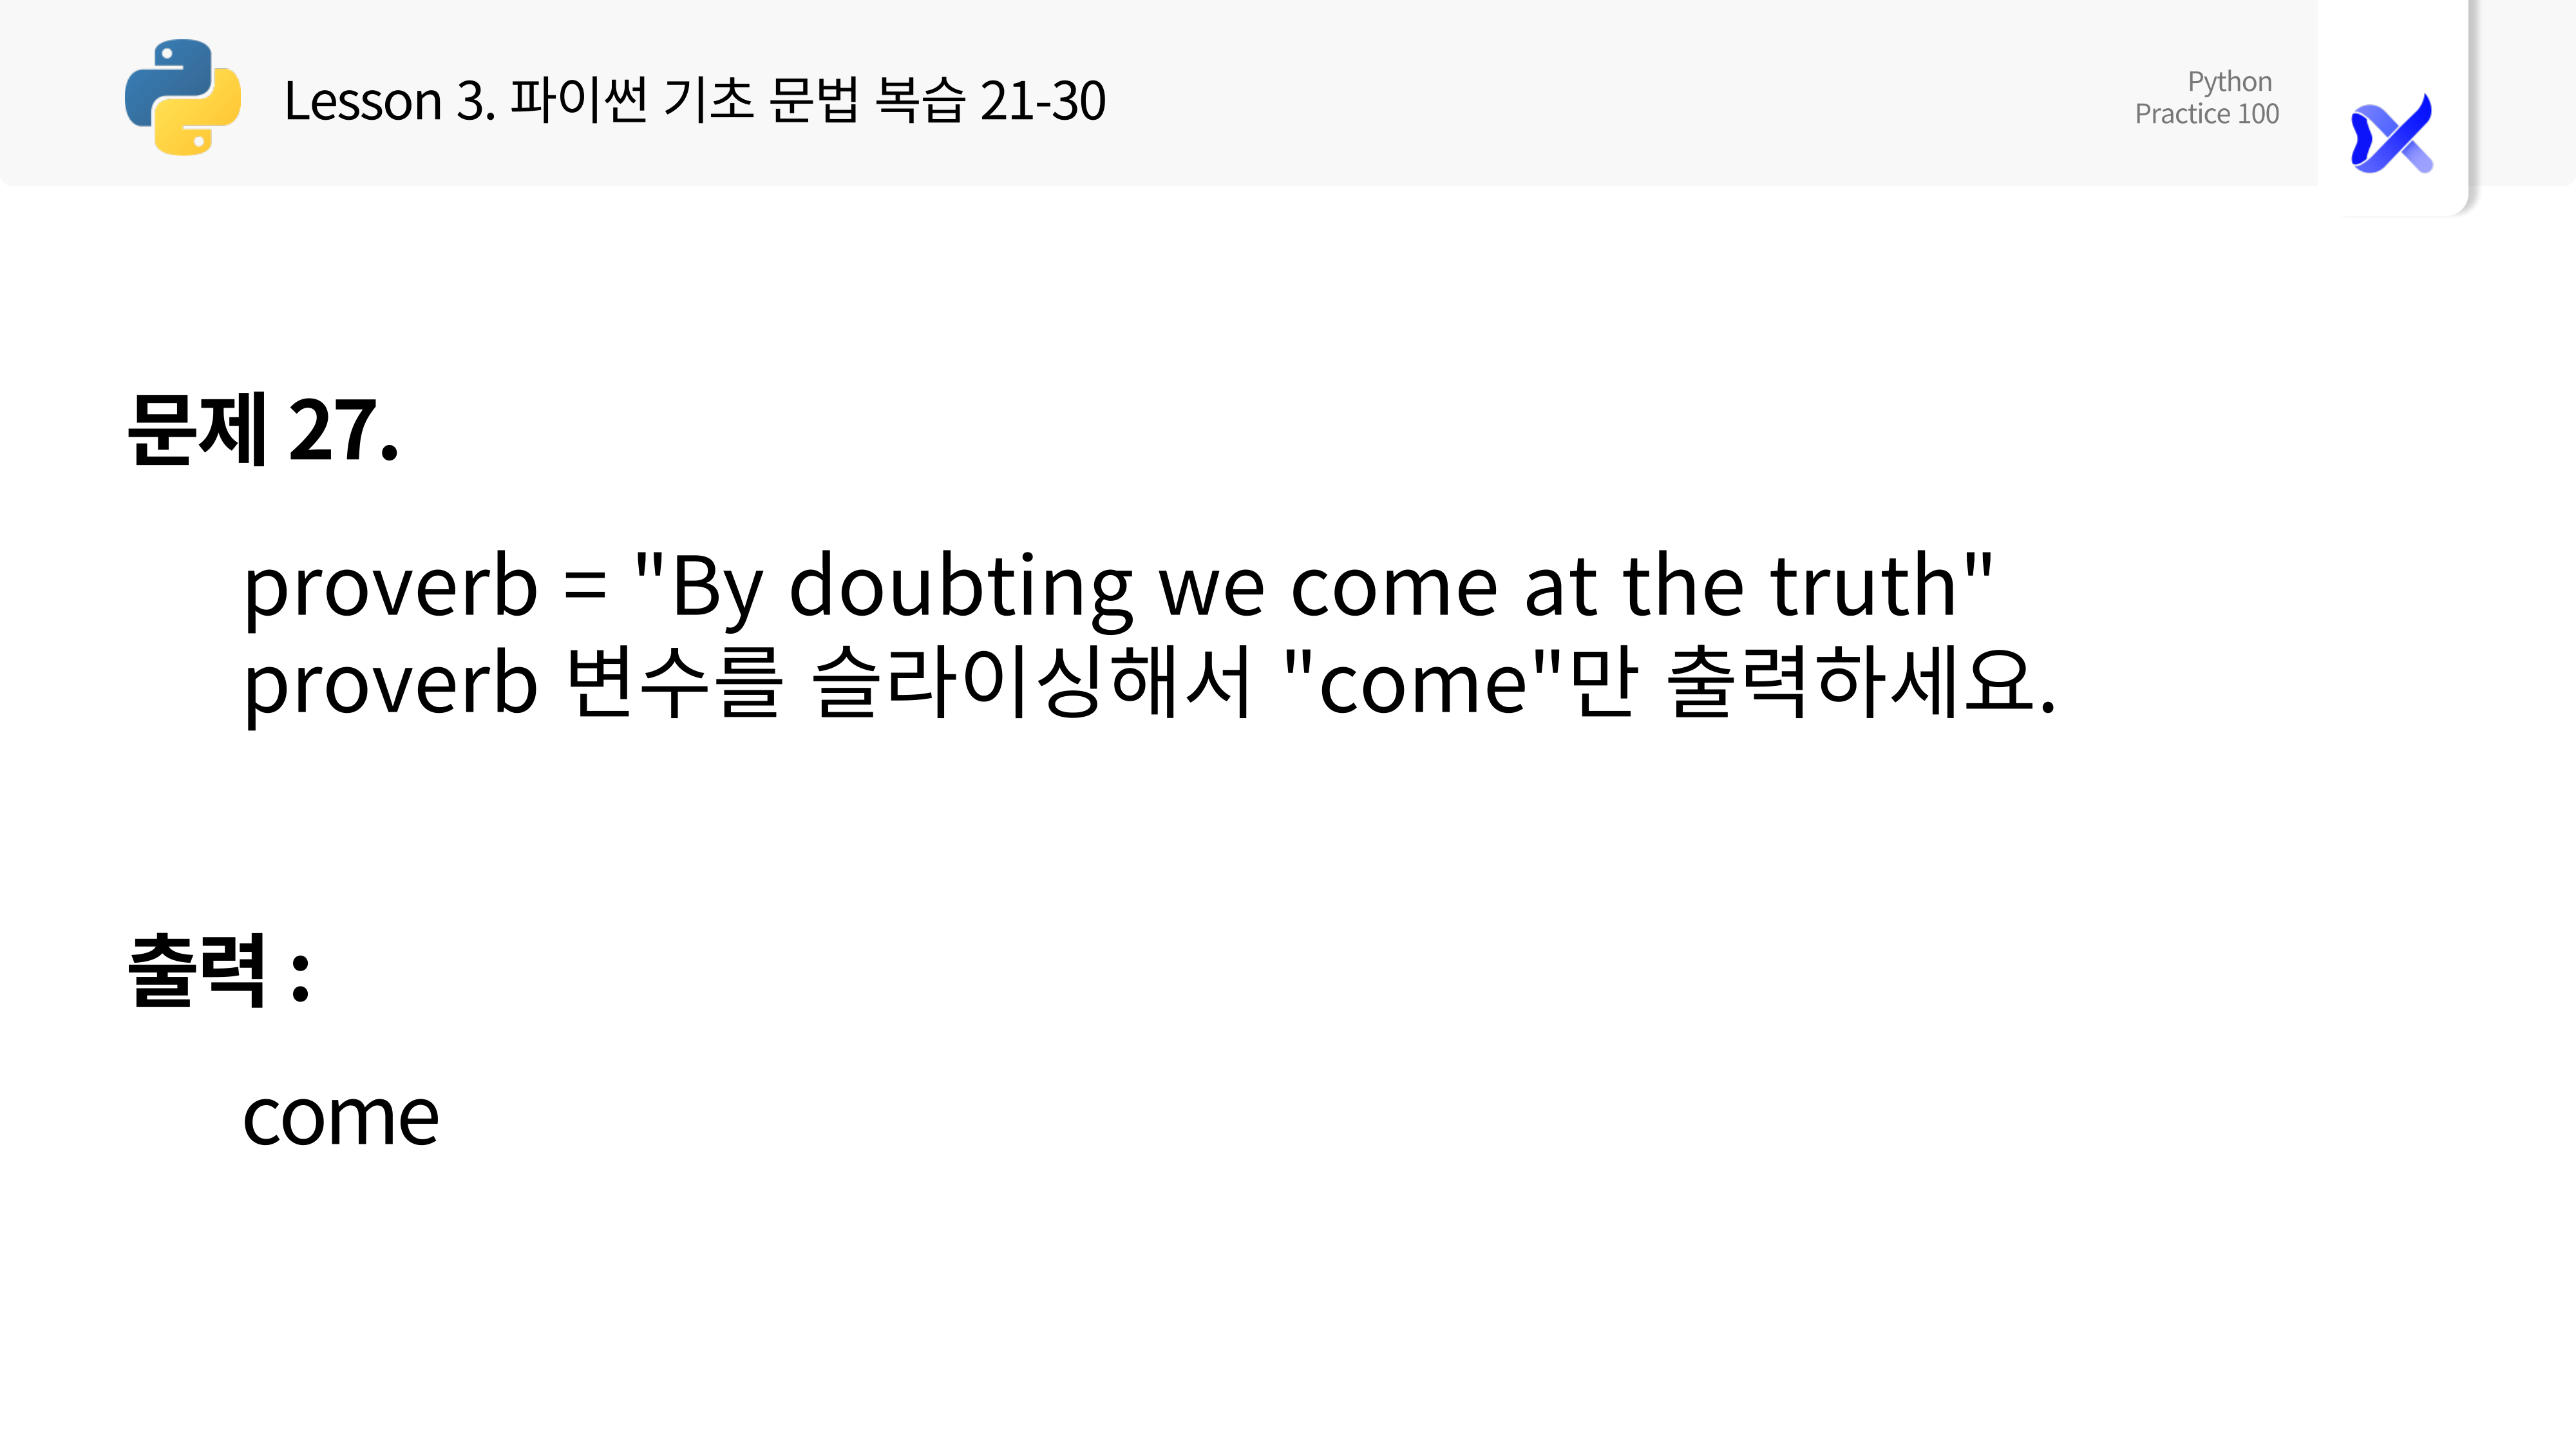 Lesson 3. 파이썬 기초 문법 복습 21-30
Python
Practice 100
문제 27.
proverb = "By doubting we come at the truth"
proverb 변수를 슬라이싱해서 "come"만 출력하세요.
출력 :
come